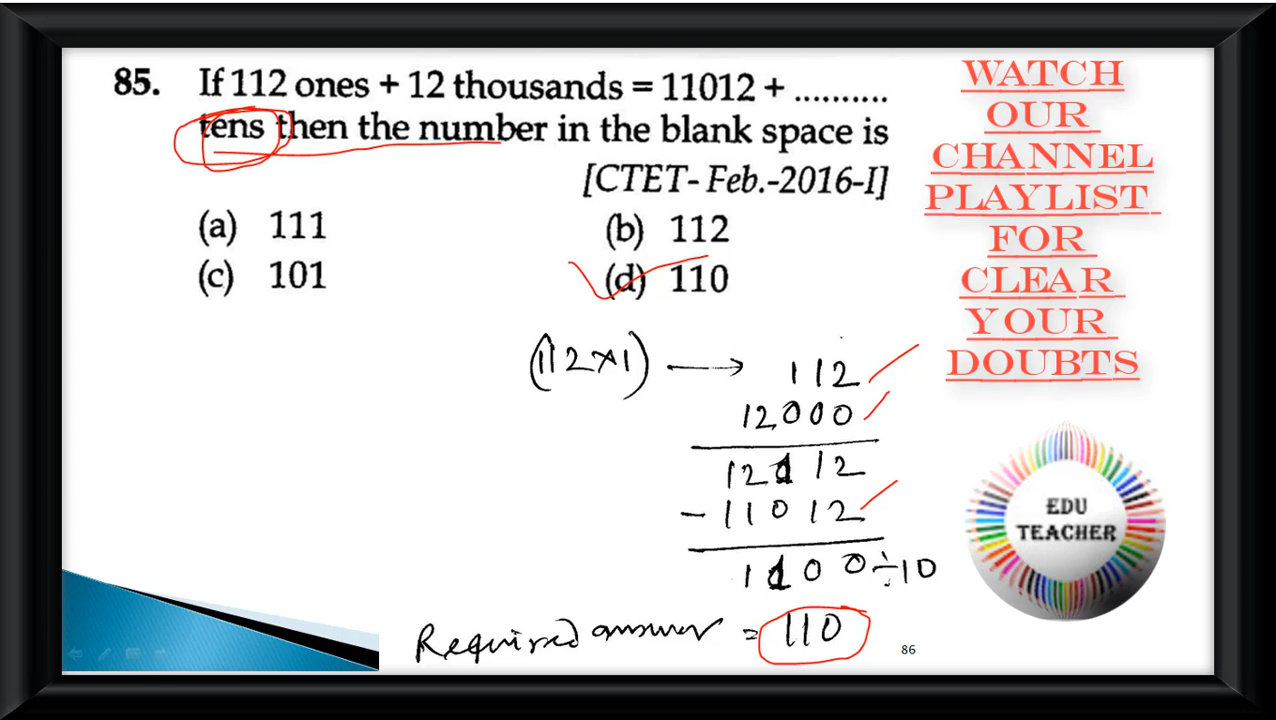 85. If 112 ones + 12 thousands = 11012 + ..........
tens then the number in the blank space is
[CTET- Feb.-2016-I]
(a) 111 (b) 112
(c) 101 (d) 110
(112×1) → 112
12,000
12112
- 11012
1100 ÷10
Required answer = 110
86
WATCH
OUR
CHANNEL
PLAYLIST
FOR
CLEAR
YOUR
DOUBTS
EDU
TEACHER